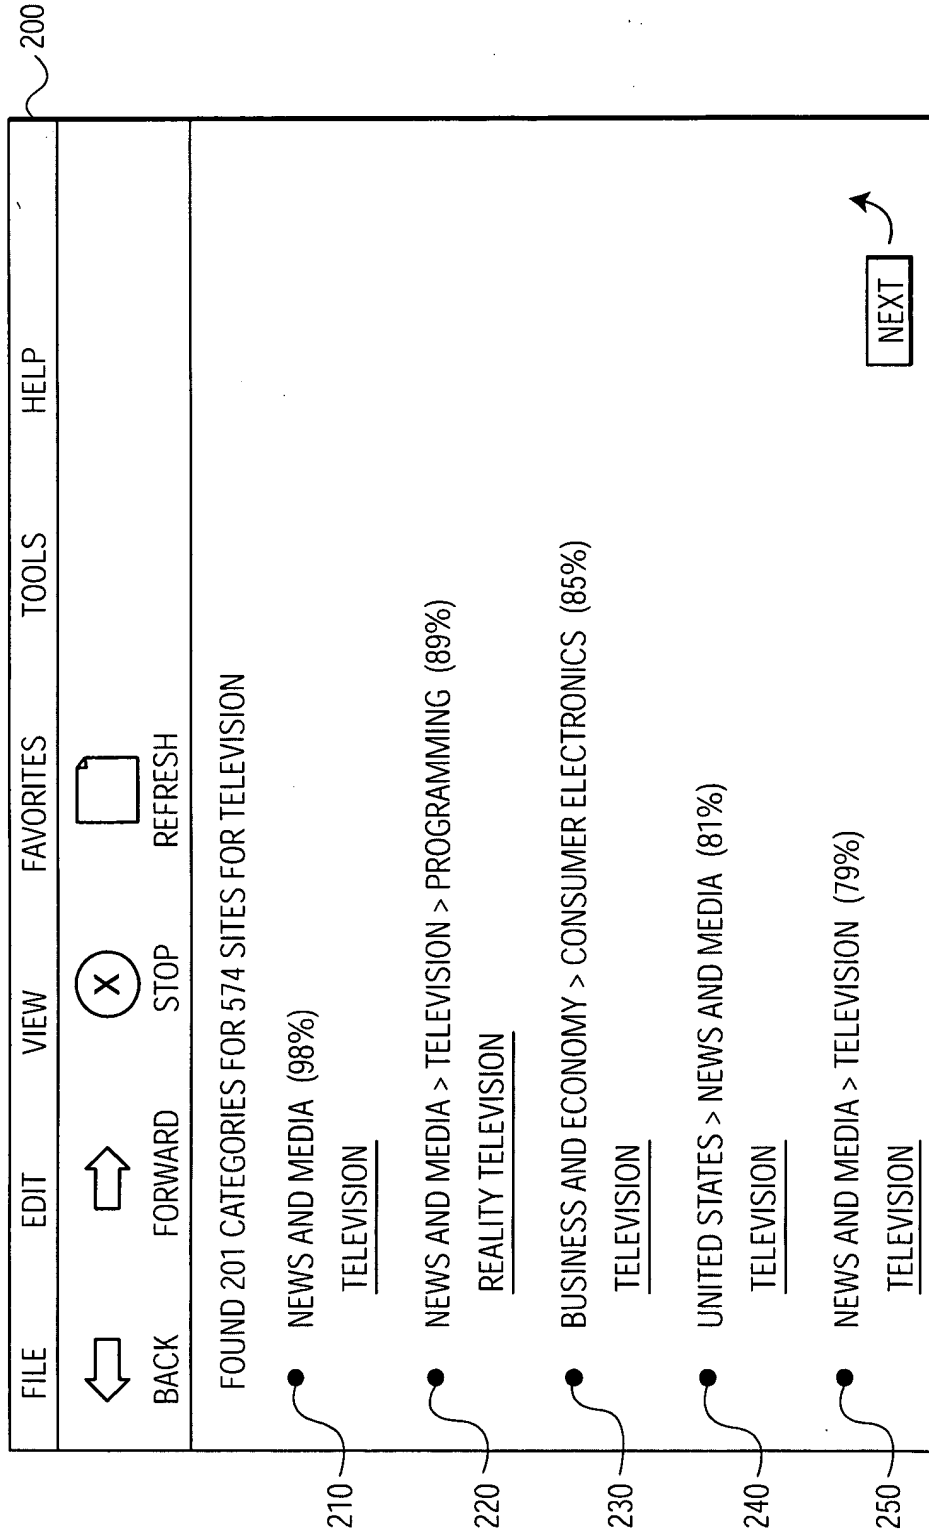 200
FILE EDIT VIEW FAVORITES TOOLS HELP
X
BACK FORWARD STOP REFRESH
FOUND 201 CATEGORIES FOR 574 SITES FOR TELEVISION
210 NEWS AND MEDIA (98%)
TELEVISION
220 NEWS AND MEDIA > TELEVISION > PROGRAMMING (89%)
REALITY TELEVISION
230 BUSINESS AND ECONOMY > CONSUMER ELECTRONICS (85%)
TELEVISION
240 UNITED STATES > NEWS AND MEDIA (81%)
TELEVISION
250 NEWS AND MEDIA > TELEVISION (79%)
TELEVISION
NEXT